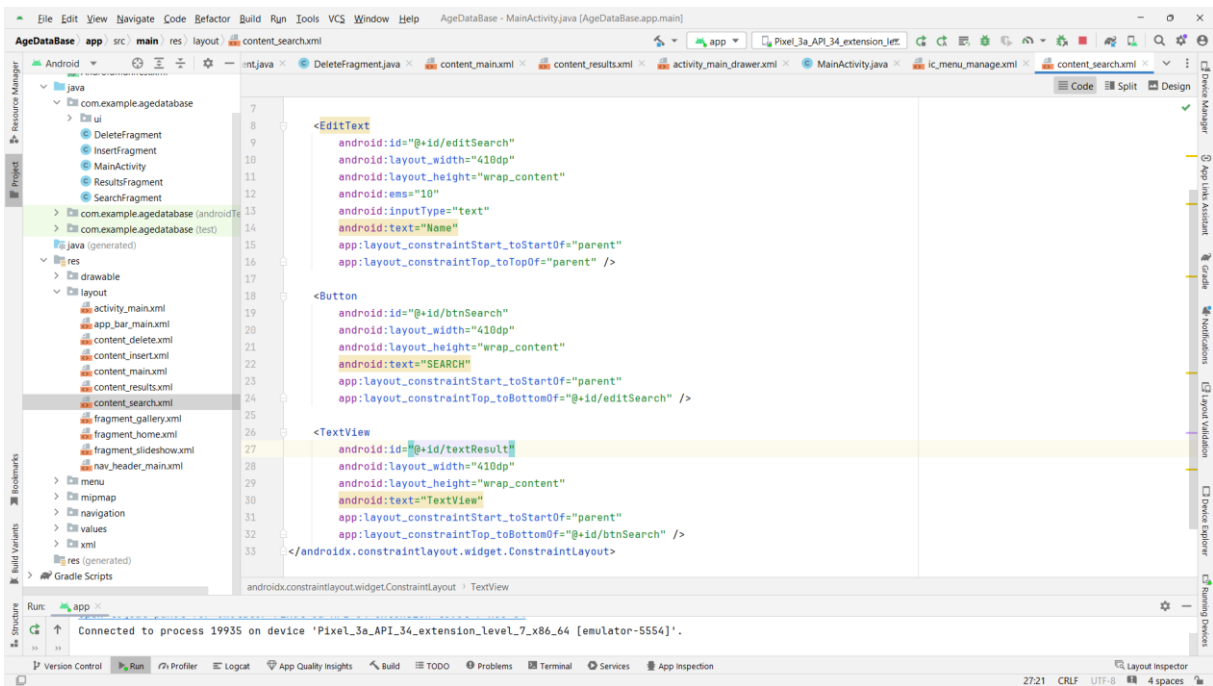 File Edit View Navigate Code Refactor Build Run Tools VCS Window Help AgeDataBase - MainActivity.java [AgeDataBase.app.main]
AgeDataBase app src main res layout content_search.xml app Pixel_3a_API_34_extension_le
Android ent.java DeleteFragment.java content_main.xml content_results.xml activity_main_drawer.xml MainActivity.java ic_menu_manage.xml content_search.xml
Code Split Design
Resource Manager
Project
Bookmarks
Build Variants
Structure
java
com.example.agedatabase
ui
DeleteFragment
InsertFragment
MainActivity
ResultsFragment
SearchFragment
com.example.agedatabase (androidTe
com.example.agedatabase (test)
java (generated)
res
drawable
layout
activity_main.xml
app_bar_main.xml
content_delete.xml
content_insert.xml
content_main.xml
content_results.xml
content_search.xml
fragment_gallery.xml
fragment_home.xml
fragment_slideshow.xml
nav_header_main.xml
menu
mipmap
navigation
values
xml
res (generated)
Gradle Scripts
7
8 <EditText
9 android:id="@+id/editSearch"
10 android:layout_width="410dp"
11 android:layout_height="wrap_content"
12 android:ems="10"
13 android:inputType="text"
14 android:text="Name"
15 app:layout_constraintStart_toStartOf="parent"
16 app:layout_constraintTop_toTopOf="parent" />
17
18 <Button
19 android:id="@+id/btnSearch"
20 android:layout_width="410dp"
21 android:layout_height="wrap_content"
22 android:text="SEARCH"
23 app:layout_constraintStart_toStartOf="parent"
24 app:layout_constraintTop_toBottomOf="@+id/editSearch" />
25
26 <TextView
27 android:id="@+id/textResult"
28 android:layout_width="410dp"
29 android:layout_height="wrap_content"
30 android:text="TextView"
31 app:layout_constraintStart_toStartOf="parent"
32 app:layout_constraintTop_toBottomOf="@+id/btnSearch" />
33 </androidx.constraintlayout.widget.ConstraintLayout>
androidx.constraintlayout.widget.ConstraintLayout TextView
Device Manager
App Links Assistant
Gradle
Notifications
Layout Validation
Device Explorer
Running Devices
Run: app
Connected to process 19935 on device 'Pixel_3a_API_34_extension_level_7_x86_64 [emulator-5554]'.
Version Control Run Profiler Logcat App Quality Insights Build TODO Problems Terminal Services App Inspection Layout Inspector
27:21 CRLF UTF-8 4 spaces